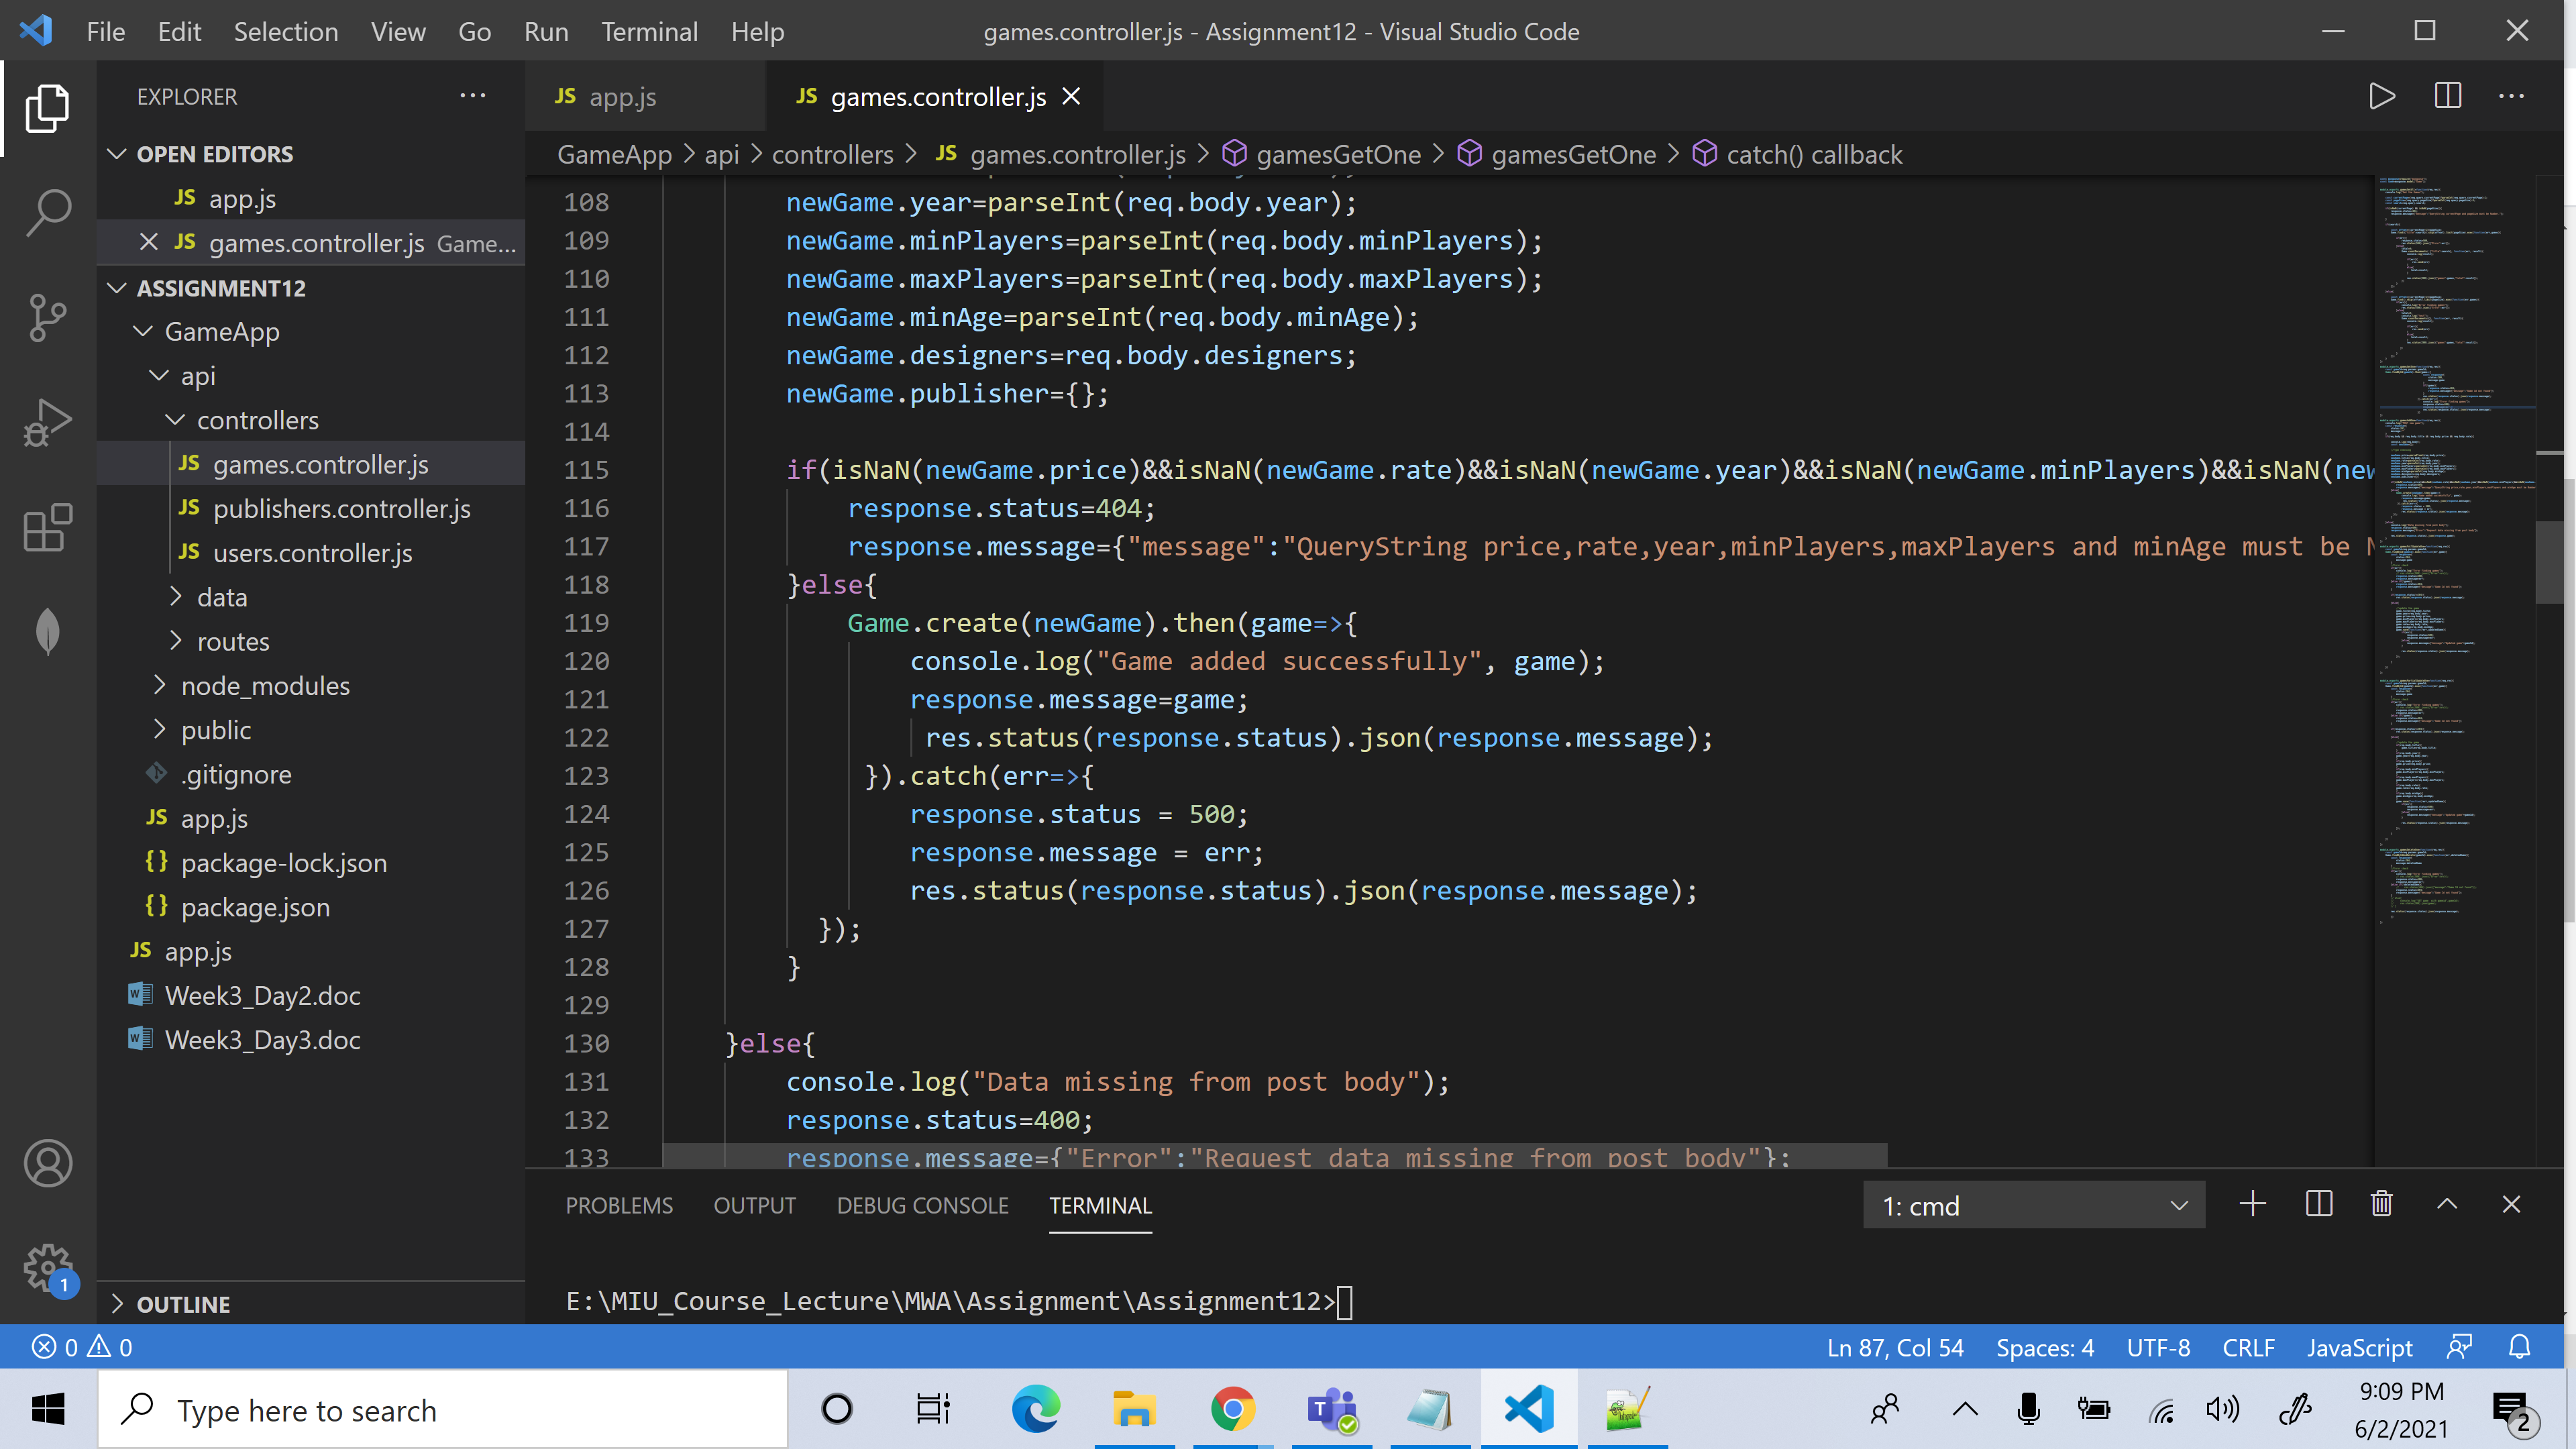 File Edit Selection View Go Run Terminal Help
games.controller.js - Assignment12 - Visual Studio Code
EXPLORER
OPEN EDITORS
JS app.js
JS games.controller.js Game...
ASSIGNMENT12
GameApp
api
controllers
JS games.controller.js
JS publishers.controller.js
JS users.controller.js
data
routes
node_modules
public
.gitignore
JS app.js
{} package-lock.json
{} package.json
JS app.js
Week3_Day2.doc
Week3_Day3.doc
OUTLINE
JS app.js
JS games.controller.js
GameApp > api > controllers > JS games.controller.js > gamesGetOne > gamesGetOne > catch() callback
108 newGame.year=parseInt(req.body.year);
109 newGame.minPlayers=parseInt(req.body.minPlayers);
110 newGame.maxPlayers=parseInt(req.body.maxPlayers);
111 newGame.minAge=parseInt(req.body.minAge);
112 newGame.designers=req.body.designers;
113 newGame.publisher={};
114
115 if(isNaN(newGame.price)&&isNaN(newGame.rate)&&isNaN(newGame.year)&&isNaN(newGame.minPlayers)&&isNaN(new
116 response.status=404;
117 response.message={"message":"QueryString price,rate,year,minPlayers,maxPlayers and minAge must be N
118 }else{
119 Game.create(newGame).then(game=>{
120 console.log("Game added successfully", game);
121 response.message=game;
122 res.status(response.status).json(response.message);
123 }).catch(err=>{
124 response.status = 500;
125 response.message = err;
126 res.status(response.status).json(response.message);
127 });
128 }
129
130 }else{
131 console.log("Data missing from post body");
132 response.status=400;
133 response.message={"Error":"Request data missing from post body"};
PROBLEMS OUTPUT DEBUG CONSOLE TERMINAL
1: cmd
E:\MIU_Course_Lecture\MWA\Assignment\Assignment12>
1
0 0
Ln 87, Col 54 Spaces: 4 UTF-8 CRLF JavaScript
Type here to search
9:09 PM
6/2/2021
2